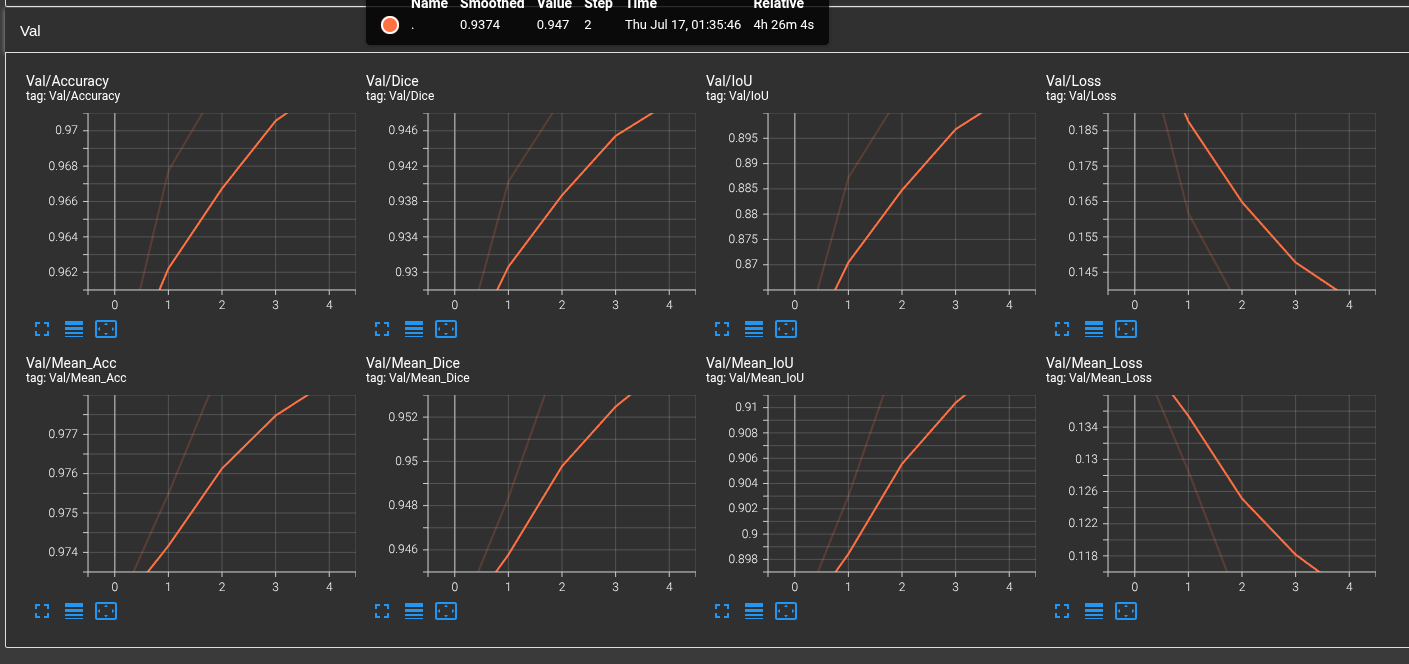 Name Smoothed Value Step Time Relative
. 0.9374 0.947 2 Thu Jul 17, 01:35:46 4h 26m 4s
Val
Val/Accuracy
tag: Val/Accuracy
0.97
0.968
0.966
0.964
0.962
0 1 2 3 4
Val/Dice
tag: Val/Dice
0.946
0.942
0.938
0.934
0.93
0 1 2 3 4
Val/IoU
tag: Val/IoU
0.895
0.89
0.885
0.88
0.875
0.87
0 1 2 3 4
Val/Loss
tag: Val/Loss
0.185
0.175
0.165
0.155
0.145
0 1 2 3 4
Val/Mean_Acc
tag: Val/Mean_Acc
0.977
0.976
0.975
0.974
0 1 2 3 4
Val/Mean_Dice
tag: Val/Mean_Dice
0.952
0.95
0.948
0.946
0 1 2 3 4
Val/Mean_IoU
tag: Val/Mean_IoU
0.91
0.908
0.906
0.904
0.902
0.9
0.898
0 1 2 3 4
Val/Mean_Loss
tag: Val/Mean_Loss
0.134
0.13
0.126
0.122
0.118
0 1 2 3 4